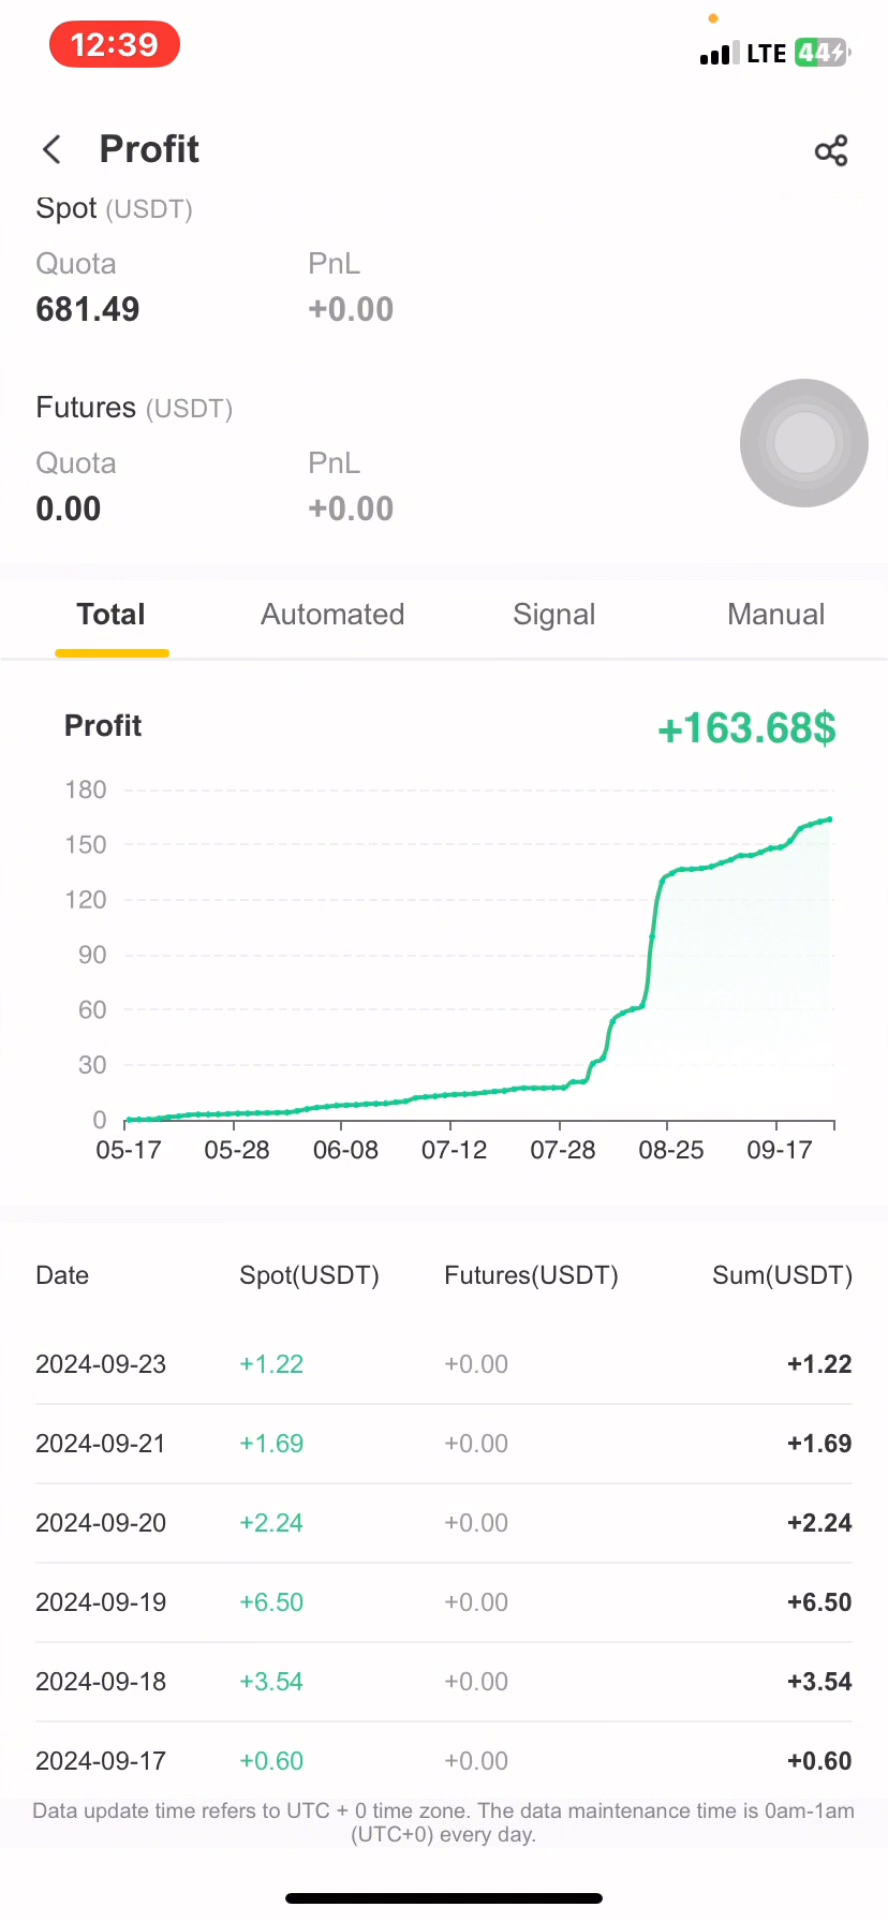 12:39
LTE 44
Profit
Spot (USDT)
Quota PnL
681.49 +0.00
Futures (USDT)
Quota PnL
0.00 +0.00
Total Automated Signal Manual
Profit +163.68$
180
150
120
90
60
30
0
05-17 05-28 06-08 07-12 07-28 08-25 09-17
Date Spot(USDT) Futures(USDT) Sum(USDT)
2024-09-23 +1.22 +0.00 +1.22
2024-09-21 +1.69 +0.00 +1.69
2024-09-20 +2.24 +0.00 +2.24
2024-09-19 +6.50 +0.00 +6.50
2024-09-18 +3.54 +0.00 +3.54
2024-09-17 +0.60 +0.00 +0.60
Data update time refers to UTC + 0 time zone. The data maintenance time is 0am-1am
(UTC+0) every day.